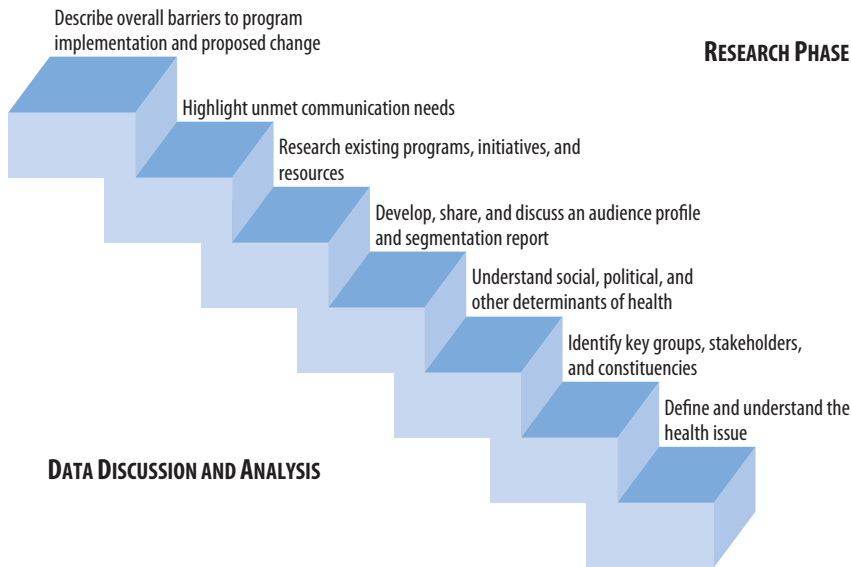 Describe overall barriers to program
implementation and proposed change
RESEARCH PHASE
Highlight unmet communication needs
Research existing programs, initiatives, and
resources
Develop, share, and discuss an audience profile
and segmentation report
Understand social, political, and
other determinants of health
Identify key groups, stakeholders,
and constituencies
Define and understand the
health issue
DATA DISCUSSION AND ANALYSIS